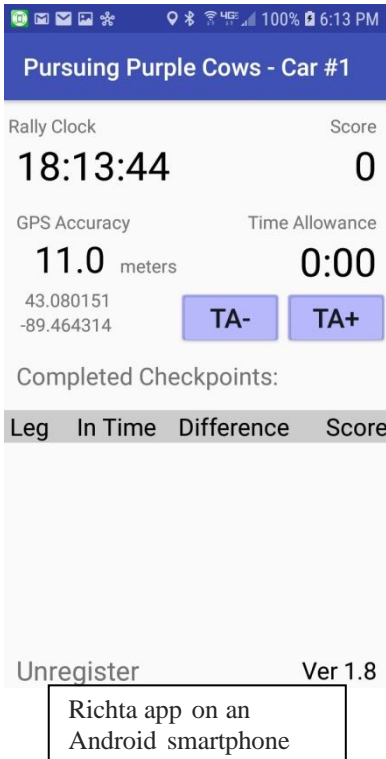 4G 100% 6:13 PM
Pursuing Purple Cows - Car #1
Rally Clock Score
18:13:44 0
GPS Accuracy Time Allowance
11.0 meters 0:00
43.080151
-89.464314 TA- TA+
Completed Checkpoints:
Leg In Time Difference Score
Unregister Ver 1.8
Richta app on an
Android smartphone